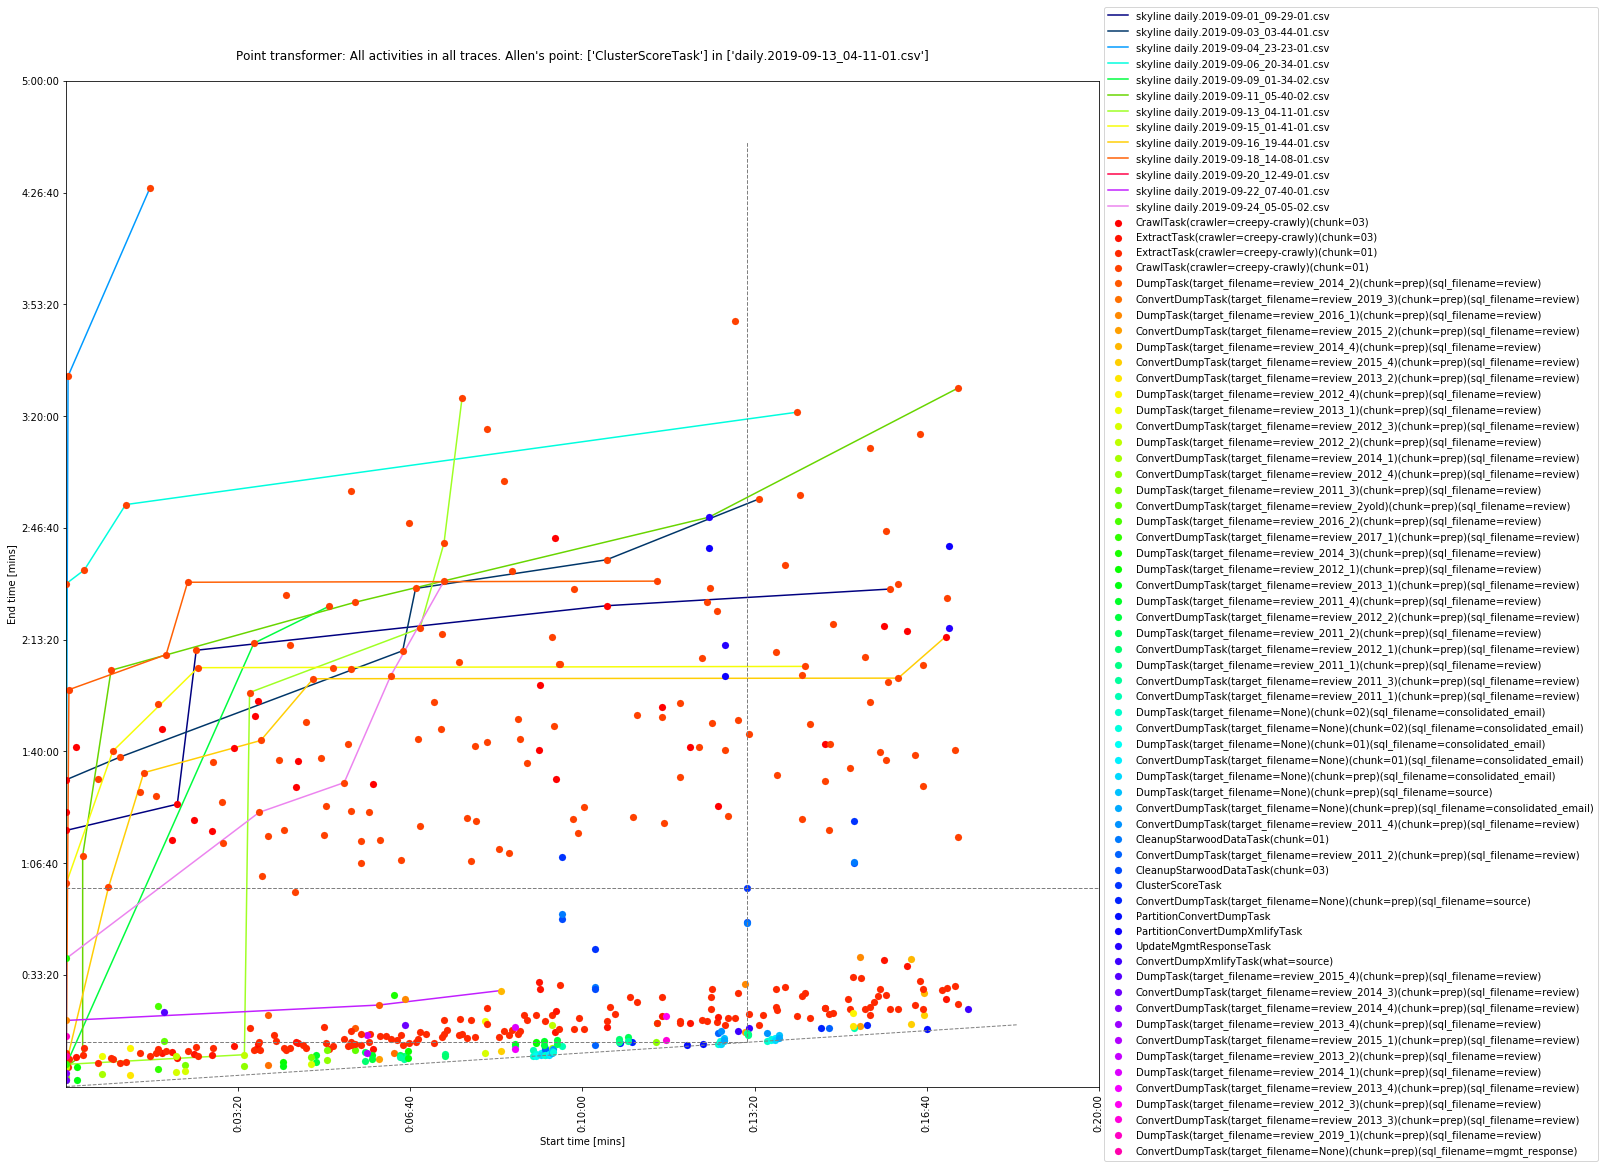 Point transformer: All activities in all traces. Allen's point: ['ClusterScoreTask'] in ['daily.2019-09-13_04-11-01.csv']
5:00:00
4:26:40
3:53:20
3:20:00
2:46:40
2:13:20
1:40:00
1:06:40
0:33:20
End time [mins]
0:03:20
0:06:40
0:10:00
0:13:20
0:16:40
0:20:00
Start time [mins]
skyline daily.2019-09-01_09-29-01.csv
skyline daily.2019-09-03_03-44-01.csv
skyline daily.2019-09-04_23-23-01.csv
skyline daily.2019-09-06_20-34-01.csv
skyline daily.2019-09-09_01-34-02.csv
skyline daily.2019-09-11_05-40-02.csv
skyline daily.2019-09-13_04-11-01.csv
skyline daily.2019-09-15_01-41-01.csv
skyline daily.2019-09-16_19-44-01.csv
skyline daily.2019-09-18_14-08-01.csv
skyline daily.2019-09-20_12-49-01.csv
skyline daily.2019-09-22_07-40-01.csv
skyline daily.2019-09-24_05-05-02.csv
CrawlTask(crawler=creepy-crawly)(chunk=03)
ExtractTask(crawler=creepy-crawly)(chunk=03)
ExtractTask(crawler=creepy-crawly)(chunk=01)
CrawlTask(crawler=creepy-crawly)(chunk=01)
DumpTask(target_filename=review_2014_2)(chunk=prep)(sql_filename=review)
ConvertDumpTask(target_filename=review_2019_3)(chunk=prep)(sql_filename=review)
DumpTask(target_filename=review_2016_1)(chunk=prep)(sql_filename=review)
ConvertDumpTask(target_filename=review_2015_2)(chunk=prep)(sql_filename=review)
DumpTask(target_filename=review_2014_4)(chunk=prep)(sql_filename=review)
ConvertDumpTask(target_filename=review_2015_4)(chunk=prep)(sql_filename=review)
ConvertDumpTask(target_filename=review_2013_2)(chunk=prep)(sql_filename=review)
DumpTask(target_filename=review_2012_4)(chunk=prep)(sql_filename=review)
DumpTask(target_filename=review_2013_1)(chunk=prep)(sql_filename=review)
ConvertDumpTask(target_filename=review_2012_3)(chunk=prep)(sql_filename=review)
DumpTask(target_filename=review_2012_2)(chunk=prep)(sql_filename=review)
ConvertDumpTask(target_filename=review_2014_1)(chunk=prep)(sql_filename=review)
ConvertDumpTask(target_filename=review_2012_4)(chunk=prep)(sql_filename=review)
DumpTask(target_filename=review_2011_3)(chunk=prep)(sql_filename=review)
ConvertDumpTask(target_filename=review_2yold)(chunk=prep)(sql_filename=review)
DumpTask(target_filename=review_2016_2)(chunk=prep)(sql_filename=review)
ConvertDumpTask(target_filename=review_2017_1)(chunk=prep)(sql_filename=review)
DumpTask(target_filename=review_2014_3)(chunk=prep)(sql_filename=review)
DumpTask(target_filename=review_2012_1)(chunk=prep)(sql_filename=review)
ConvertDumpTask(target_filename=review_2013_1)(chunk=prep)(sql_filename=review)
DumpTask(target_filename=review_2011_4)(chunk=prep)(sql_filename=review)
ConvertDumpTask(target_filename=review_2012_2)(chunk=prep)(sql_filename=review)
DumpTask(target_filename=review_2011_2)(chunk=prep)(sql_filename=review)
ConvertDumpTask(target_filename=review_2012_1)(chunk=prep)(sql_filename=review)
DumpTask(target_filename=review_2011_1)(chunk=prep)(sql_filename=review)
ConvertDumpTask(target_filename=review_2011_3)(chunk=prep)(sql_filename=review)
ConvertDumpTask(target_filename=review_2011_1)(chunk=prep)(sql_filename=review)
DumpTask(target_filename=None)(chunk=02)(sql_filename=consolidated_email)
ConvertDumpTask(target_filename=None)(chunk=02)(sql_filename=consolidated_email)
DumpTask(target_filename=None)(chunk=01)(sql_filename=consolidated_email)
ConvertDumpTask(target_filename=None)(chunk=01)(sql_filename=consolidated_email)
DumpTask(target_filename=None)(chunk=prep)(sql_filename=consolidated_email)
DumpTask(target_filename=None)(chunk=prep)(sql_filename=source)
ConvertDumpTask(target_filename=None)(chunk=prep)(sql_filename=consolidated_email)
ConvertDumpTask(target_filename=review_2011_4)(chunk=prep)(sql_filename=review)
CleanupStarwoodDataTask(chunk=01)
ConvertDumpTask(target_filename=review_2011_2)(chunk=prep)(sql_filename=review)
CleanupStarwoodDataTask(chunk=03)
ClusterScoreTask
ConvertDumpTask(target_filename=None)(chunk=prep)(sql_filename=source)
PartitionConvertDumpTask
PartitionConvertDumpXmlifyTask
UpdateMgmtResponseTask
ConvertDumpXmlifyTask(what=source)
DumpTask(target_filename=review_2015_4)(chunk=prep)(sql_filename=review)
ConvertDumpTask(target_filename=review_2014_3)(chunk=prep)(sql_filename=review)
ConvertDumpTask(target_filename=review_2014_4)(chunk=prep)(sql_filename=review)
DumpTask(target_filename=review_2013_4)(chunk=prep)(sql_filename=review)
ConvertDumpTask(target_filename=review_2015_1)(chunk=prep)(sql_filename=review)
DumpTask(target_filename=review_2013_2)(chunk=prep)(sql_filename=review)
DumpTask(target_filename=review_2014_1)(chunk=prep)(sql_filename=review)
ConvertDumpTask(target_filename=review_2013_4)(chunk=prep)(sql_filename=review)
DumpTask(target_filename=review_2012_3)(chunk=prep)(sql_filename=review)
ConvertDumpTask(target_filename=review_2013_3)(chunk=prep)(sql_filename=review)
DumpTask(target_filename=review_2019_1)(chunk=prep)(sql_filename=review)
ConvertDumpTask(target_filename=None)(chunk=prep)(sql_filename=mgmt_response)